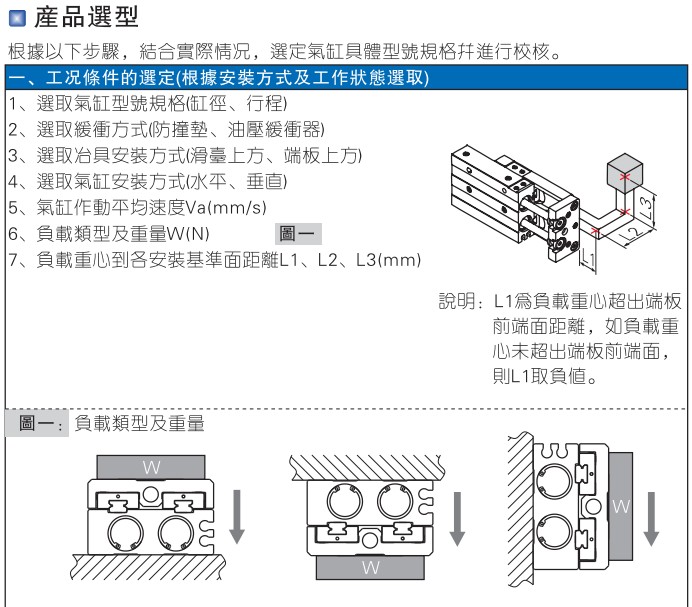 産品選型
根據以下步驟，結合實際情况，選定氣缸具體型號規格幷進行校核。
一、工况條件的選定(根據安裝方式及工作狀態選取)
1、選取氣缸型號規格(缸徑、行程)
2、選取緩衝方式(防撞墊、油壓緩衝器)
3、選取冶具安裝方式(滑臺上方、端板上方)
4、選取氣缸安裝方式(水平、垂直)
5、氣缸作動平均速度Va(mm/s)
6、負載類型及重量W(N) 圖一
7、負載重心到各安裝基準面距離L1、L2、L3(mm)
L1
L2
L3
說明：L1爲負載重心超出端板
前端面距離，如負載重
心未超出端板前端面，
則L1取負值。
圖一：負載類型及重量
W
W
W